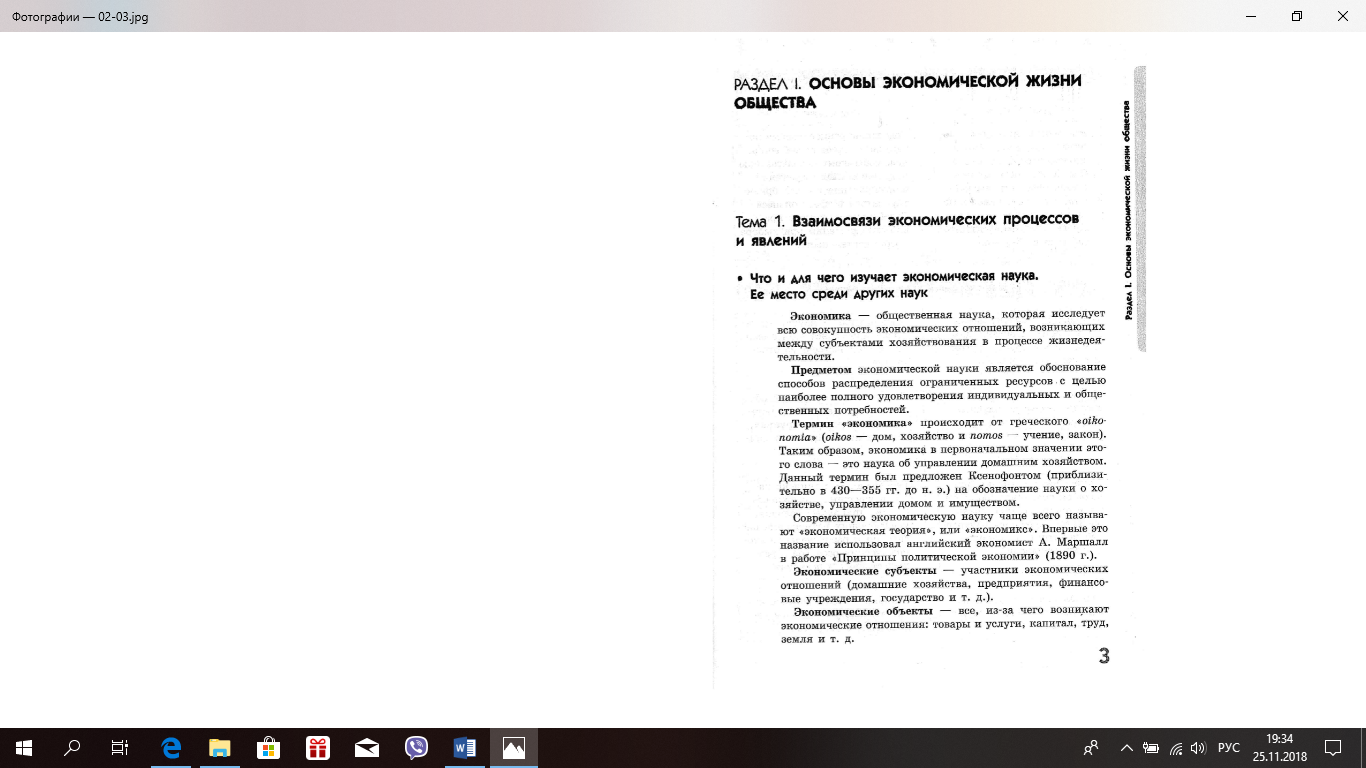 Фотографии — 02-03.jpg
РАЗДЕЛ I. ОСНОВЫ ЭКОНОМИЧЕСКОЙ ЖИЗНИ
ОБЩЕСТВА
Тема 1. Взаимосвязи экономических процессов
и явлений
• Что и для чего изучает экономическая наука.
Ее место среди других наук
Экономика — общественная наука, которая исследует
всю совокупность экономических отношений, возникающих
между субъектами хозяйствования в процессе жизнедея-
тельности.
Предметом экономической науки является обоснование
способов распределения ограниченных ресурсов с целью
наиболее полного удовлетворения индивидуальных и обще-
ственных потребностей.
Термин «экономика» происходит от греческого «oiko-
nomia» (oikos — дом, хозяйство и nomos — учение, закон).
Таким образом, экономика в первоначальном значении это-
го слова — это наука об управлении домашним хозяйством.
Данный термин был предложен Ксенофонтом (приблизи-
тельно в 430—355 гг. до н. э.) на обозначение науки о хо-
зяйстве, управлении домом и имуществом.
Современную экономическую науку чаще всего называ-
ют «экономическая теория», или «экономикс». Впервые это
название использовал английский экономист А. Маршалл
в работе «Принципы политической экономии» (1890 г.).
Экономические субъекты — участники экономических
отношений (домашние хозяйства, предприятия, финансо-
вые учреждения, государство и т. д.).
Экономические объекты — все, из-за чего возникают
экономические отношения: товары и услуги, капитал, труд,
земля и т. д.
3
Раздел I. Основы экономической жизни общества
РУС
19:34
25.11.2018